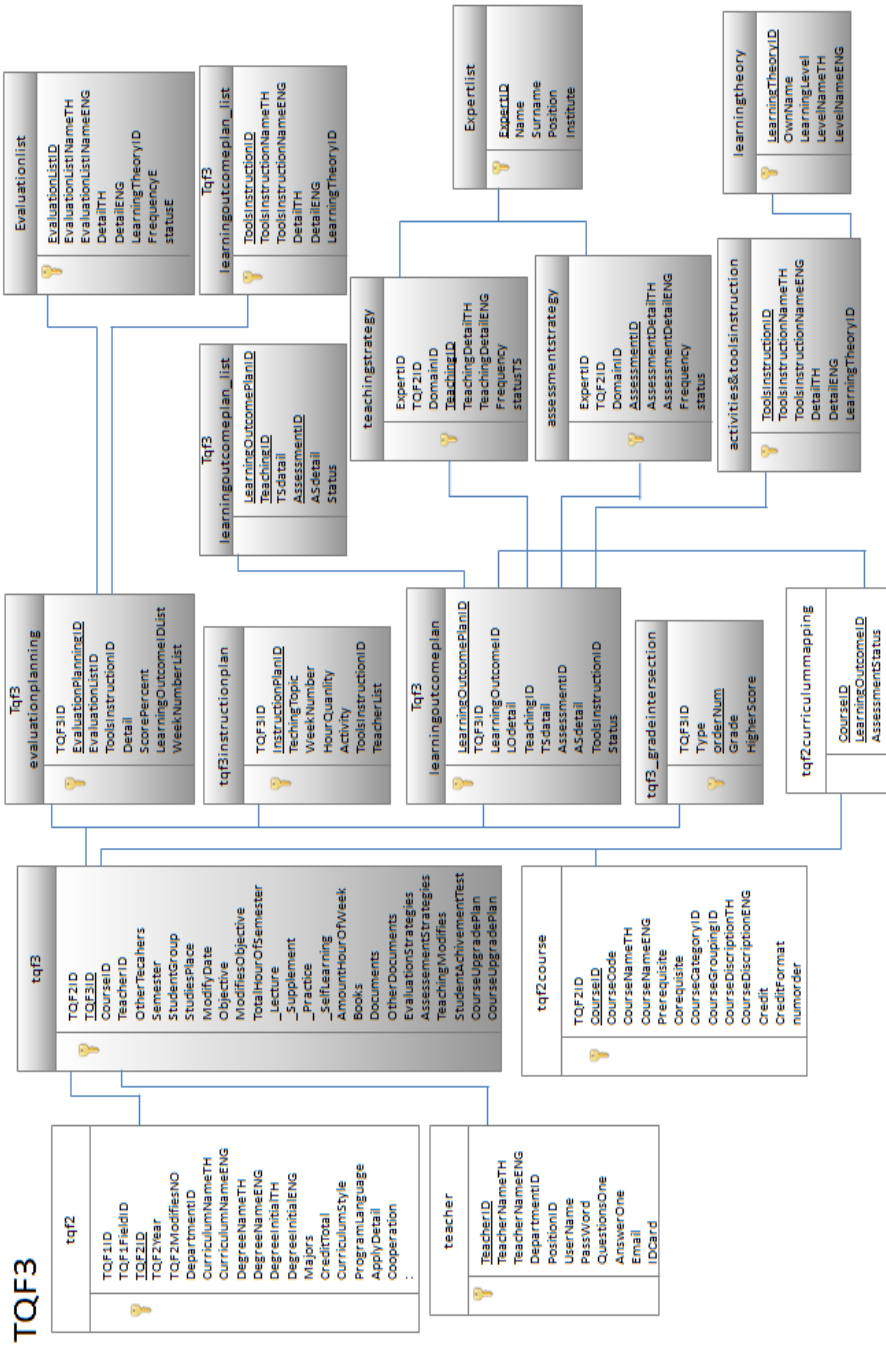 TQF3
tqf2
TQF1ID
TQF1FieldID
TQF2ID
TQF2Year
TQF2ModifiesNO
DepartmentID
CurriculumNameTH
CurriculumNameENG
DegreeNameTH
DegreeNameENG
DegreeInitialTH
DegreeInitialENG
Majors
CreditTotal
CurriculumStyle
ProgramLanguage
ApplyDetail
Cooperation
:
teacher
TeacherID
TeacherNameTH
TeacherNameENG
DepartmentID
PositionID
UserName
PassWord
QuestionsOne
AnswerOne
Email
IDCard
tqf3
TQF2ID
TQF3ID
CourseID
TeacherID
OtherTecahers
Semester
StudentGroup
StudiesPlace
ModifyDate
Objective
ModifiesObjective
TotalHourOfSemester
_Lecture
_Supplement
_Practice
_SelfLearning
AmountHourOfWeek
Books
Documents
OtherDocuments
EvaluationStrategies
AssessementStrategies
TeachingModifies
StudentAchivementTest
CourseUpgradePlan
CourseUpgradePlan
tqf2course
TQF2ID
CourseID
CourseCode
CourseNameTH
CourseNameENG
Prerequisite
Corequisite
CourseCategoryID
CourseGroupingID
CourseDiscriptionTH
CourseDiscriptionENG
Credit
CreditFormat
numorder
Tqf3
evaluationplanning
TQF3ID
EvaluationPlanningID
EvaluationListID
ToolsInstructionID
Detail
ScorePercent
LearningOutcomeIDList
WeekNumberList
tqf3instructionplan
TQF3ID
InstructionPlanID
TechingTopic
WeekNumber
HourQuanlity
Activity
ToolsInstructionID
TeacherList
Tqf3
learningoutcomeplan
LearningOutcomePlanID
TQF3ID
LearningOutcomeID
LOdetail
TeachingID
TSdatail
AssessmentID
ASdetail
ToolsInstructionID
Status
tqf3_gradeintersection
TQF3ID
Type
orderNum
Grade
HigherScore
tqf2curriculummapping
CourseID
LearningOutcomeID
AssessmentStatus
Evaluationlist
EvaluationListID
EvaluationListNameTH
EvaluationListNameENG
DetailTH
DetailENG
LearningTheoryID
FrequencyE
statusE
Tqf3
learningoutcomeplan_list
ToolsInstructionID
ToolsInstructionNameTH
ToolsInstructionNameENG
DetailTH
DetailENG
LearningTheoryID
Tqf3
learningoutcomeplan_list
LearningOutcomePlanID
TeachingID
TSdatail
AssessmentID
ASdetail
Status
teachingstrategy
ExpertID
TQF2ID
DomainID
TeachingID
TeachingDetailTH
TeachingDetailENG
Frequency
statusTS
assessmentstrategy
ExpertID
TQF2ID
DomainID
AssessmentID
AssessmentDetailTH
AssessmentDetailENG
Frequency
status
activities&toolsinstruction
ToolsInstructionID
ToolsInstructionNameTH
ToolsInstructionNameENG
DetailTH
DetailENG
LearningTheoryID
Expertlist
ExpertID
Name
Surname
Position
Institute
learningtheory
LearningTheoryID
OwnName
LearningLevel
LevelNameTH
LevelNameENG